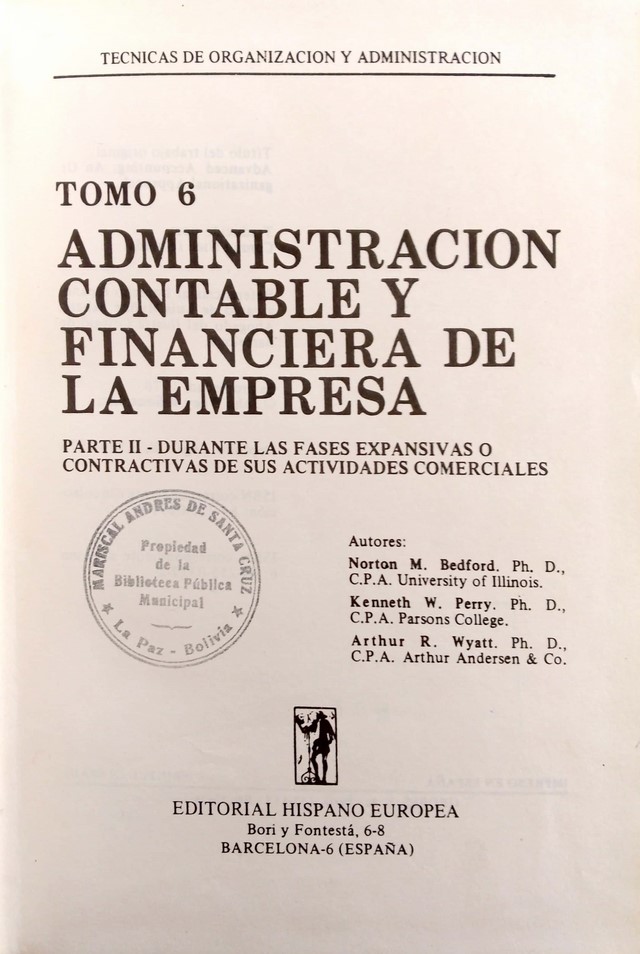 TECNICAS DE ORGANIZACION Y ADMINISTRACION
TOMO 6
ADMINISTRACION
CONTABLE Y
FINANCIERA DE
LA EMPRESA
PARTE II - DURANTE LAS FASES EXPANSIVAS O
CONTRACTIVAS DE SUS ACTIVIDADES COMERCIALES
MARISCAL ANDRES DE SANTA CRUZ
Propiedad
de la
Biblioteca Pública
Municipal
La Paz - Bolivia
Autores:
Norton M. Bedford. Ph. D.,
C.P.A. University of Illinois.
Kenneth W. Perry. Ph. D.,
C.P.A. Parsons College.
Arthur R. Wyatt. Ph. D.,
C.P.A. Arthur Andersen & Co.
EDITORIAL HISPANO EUROPEA
Bori y Fontestá, 6-8
BARCELONA-6 (ESPAÑA)